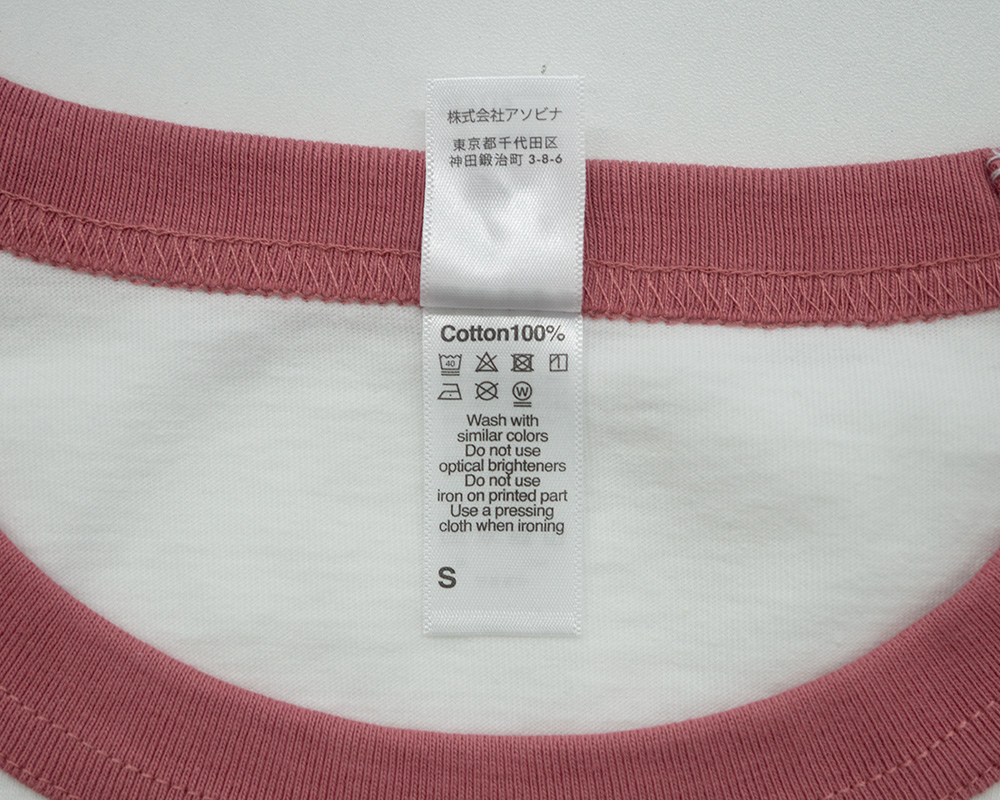 株式会社アソビナ
東京都千代田区
神田鍛治町 3-8-6
Cotton100%
40
W
Wash with
similar colors
Do not use
optical brighteners
Do not use
iron on printed part
Use a pressing
cloth when ironing
S